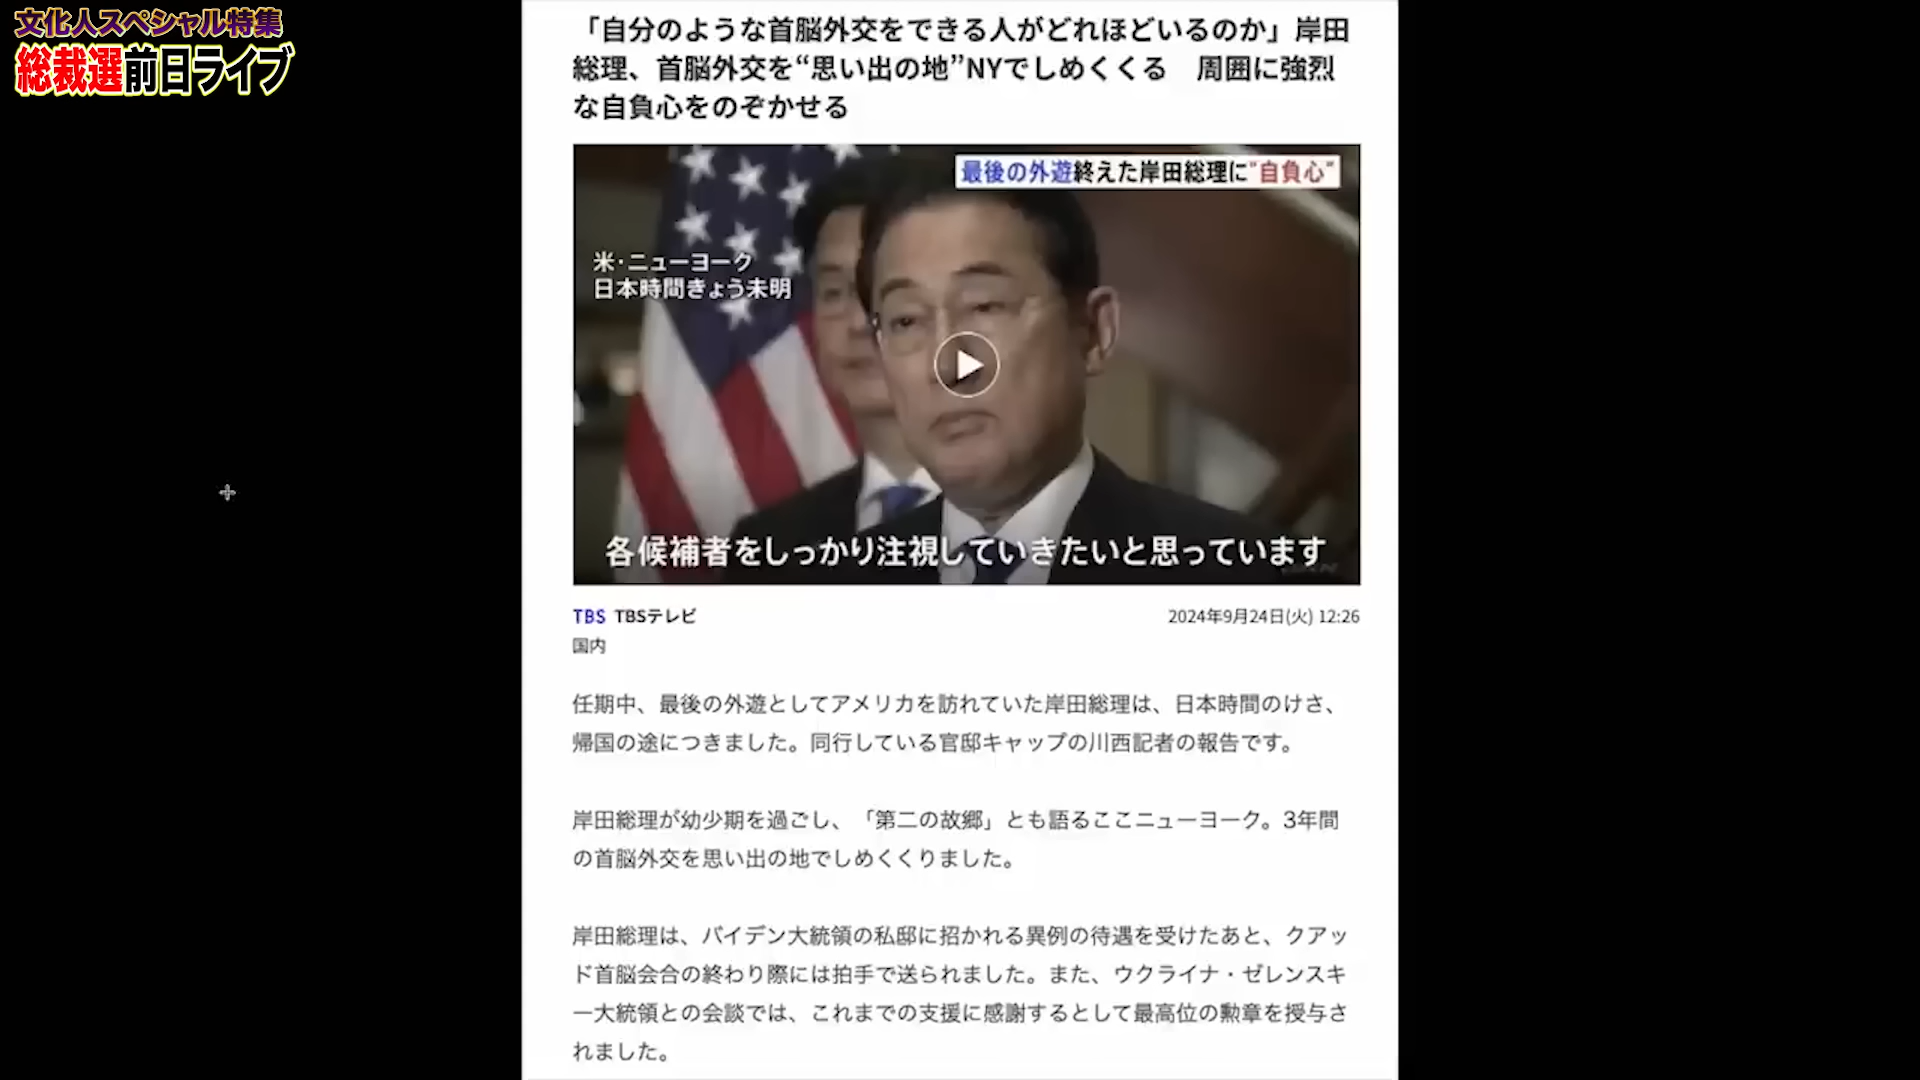 文化人スペシャル特集
総裁選前日ライブ
「自分のような首脳外交をできる人がどれほどいるのか」岸田
総理、首脳外交を“思い出の地”NYでしめくくる　周囲に強烈
な自負心をのぞかせる
最後の外遊終えた岸田総理に“自負心”
米・ニューヨーク
日本時間きょう未明
各候補者をしっかり注視していきたいと思っています
TBS TBSテレビ
2024年9月24日(火) 12:26
国内
任期中、最後の外遊としてアメリカを訪れていた岸田総理は、日本時間のけさ、
帰国の途につきました。同行している官邸キャップの川西記者の報告です。
岸田総理が幼少期を過ごし、「第二の故郷」とも語るここニューヨーク。3年間
の首脳外交を思い出の地でしめくくりました。
岸田総理は、バイデン大統領の私邸に招かれる異例の待遇を受けたあと、クアッ
ド首脳会合の終わり際には拍手で送られました。また、ウクライナ・ゼレンスキ
ー大統領との会談では、これまでの支援に感謝するとして最高位の勲章を授与さ
れました。